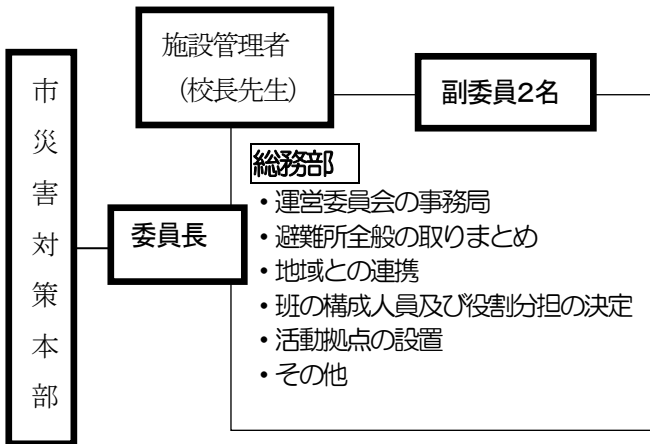 市災害対策本部
施設管理者
(校長先生)
副委員2名
委員長
総務部
・運営委員会の事務局
・避難所全般の取りまとめ
・地域との連携
・班の構成人員及び役割分担の決定
・活動拠点の設置
・その他